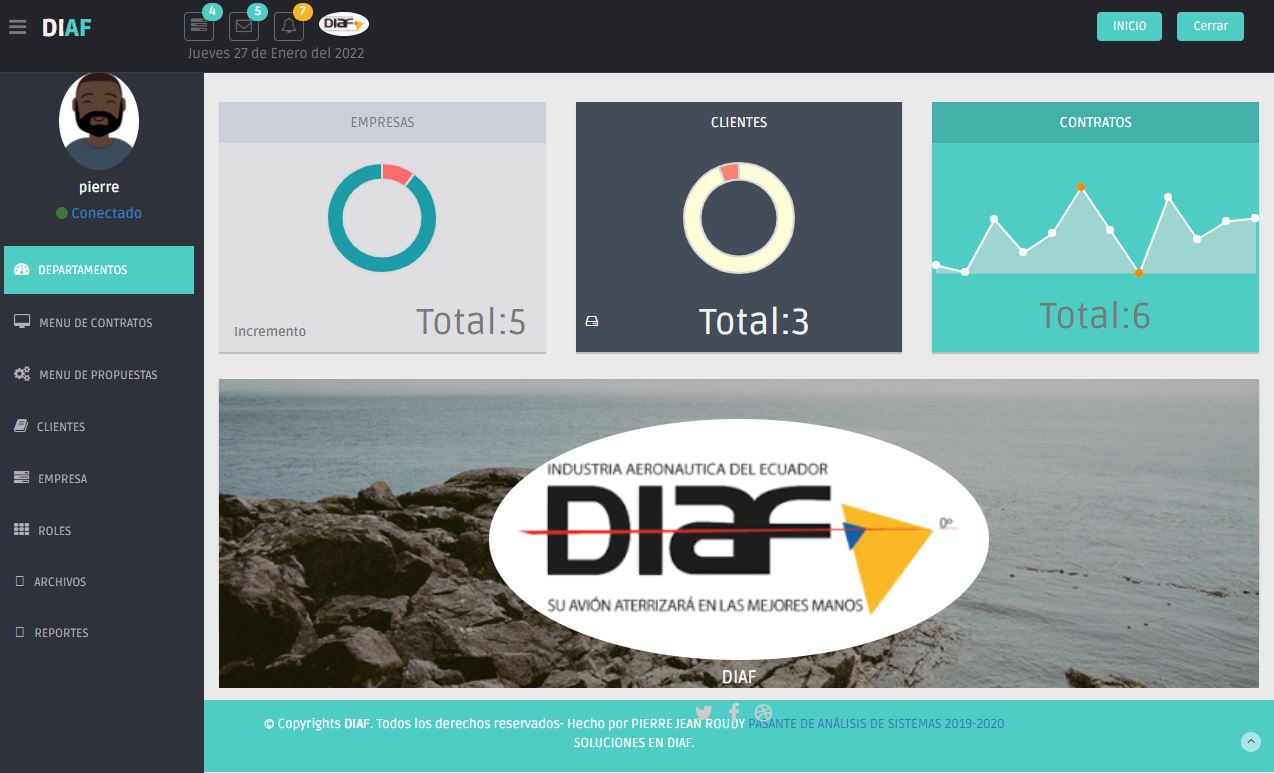 DIAF
4
5
7
DIAF
INICIO
Cerrar
Jueves 27 de Enero del 2022
pierre
Conectado
DEPARTAMENTOS
MENU DE CONTRATOS
MENU DE PROPUESTAS
CLIENTES
EMPRESA
ROLES
ARCHIVOS
REPORTES
EMPRESAS
Incremento
Total:5
CLIENTES
Total:3
CONTRATOS
Total:6
INDUSTRIA AERONAUTICA DEL ECUADOR
DIAF
0º
SU AVIÓN ATERRIZARÁ EN LAS MEJORES MANOS
DIAF
© Copyrights DIAF. Todos los derechos reservados- Hecho por PIERRE JEAN ROUDY PASANTE DE ANÁLISIS DE SISTEMAS 2019-2020
SOLUCIONES EN DIAF.